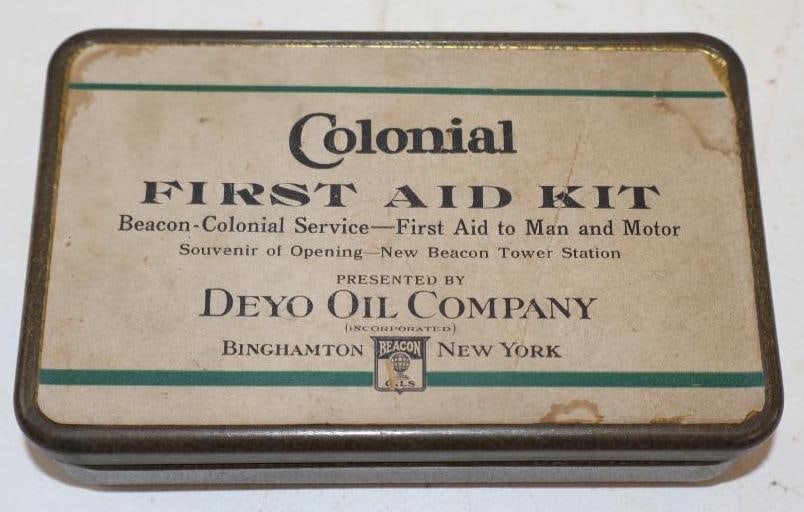 Colonial
FIRST AID KIT
Beacon-Colonial Service—First Aid to Man and Motor
Souvenir of Opening—New Beacon Tower Station
PRESENTED BY
DEYO OIL COMPANY
(INCORPORATED)
BINGHAMTON NEW YORK
BEACON
OILS